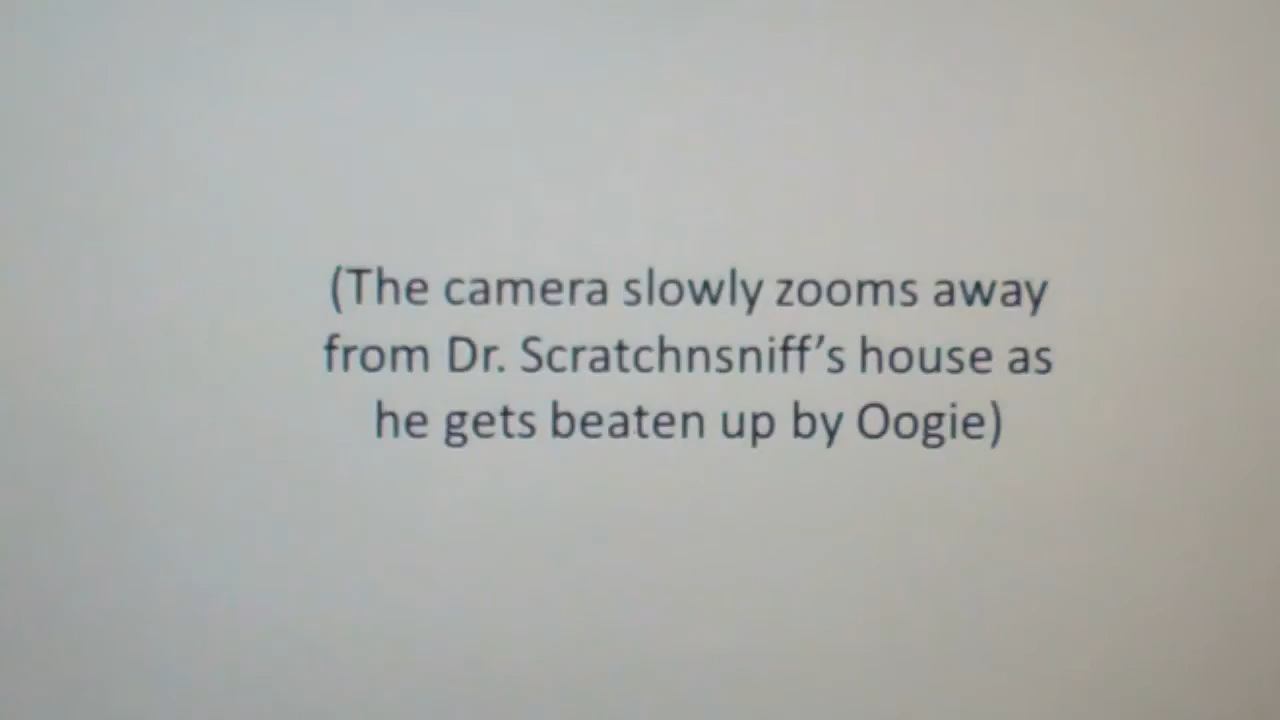 (The camera slowly zooms away
from Dr. Scratchnsniff’s house as
he gets beaten up by Oogie)